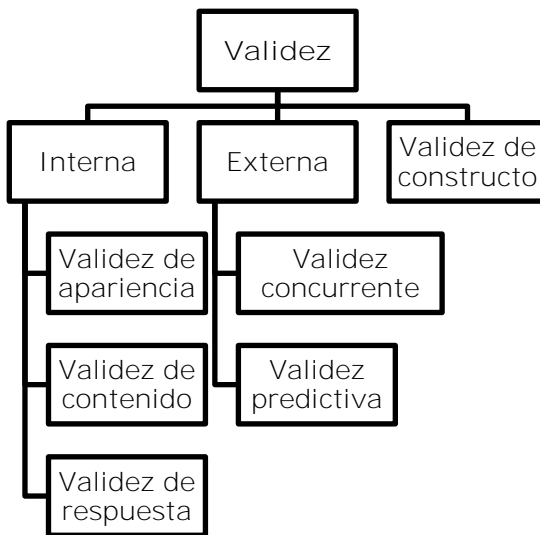 Validez
Interna
Externa
Validez de
constructo
Validez de
apariencia
Validez
concurrente
Validez de
contenido
Validez
predictiva
Validez de
respuesta